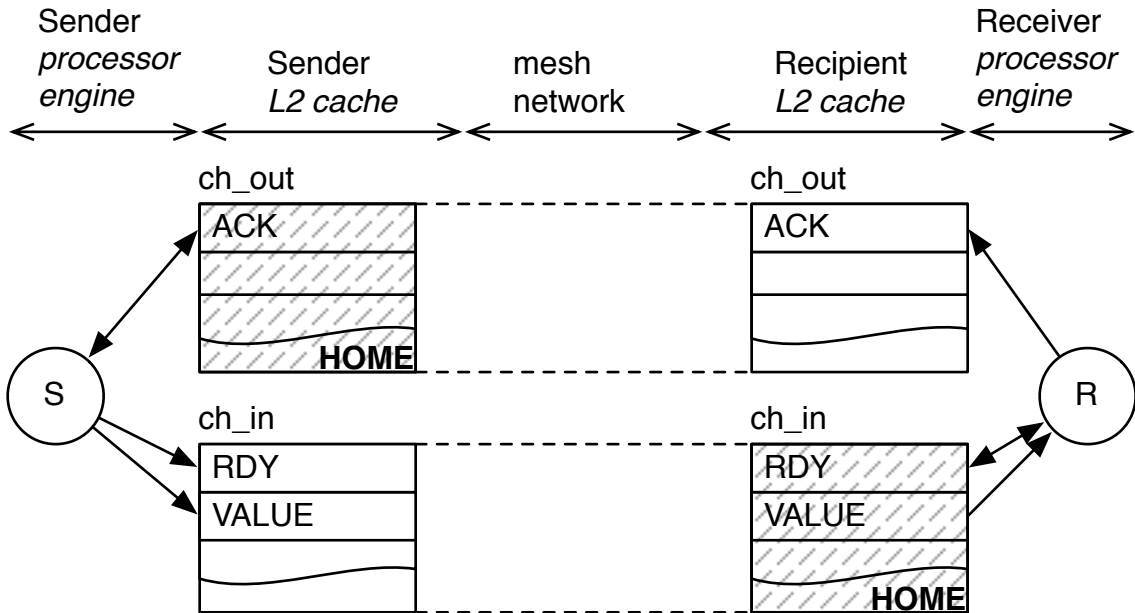 Sender
processor
engine
Sender
L2 cache
mesh
network
Recipient
L2 cache
Receiver
processor
engine
ch_out
ACK
HOME
ch_out
ACK
S
R
ch_in
RDY
VALUE
ch_in
RDY
VALUE
HOME